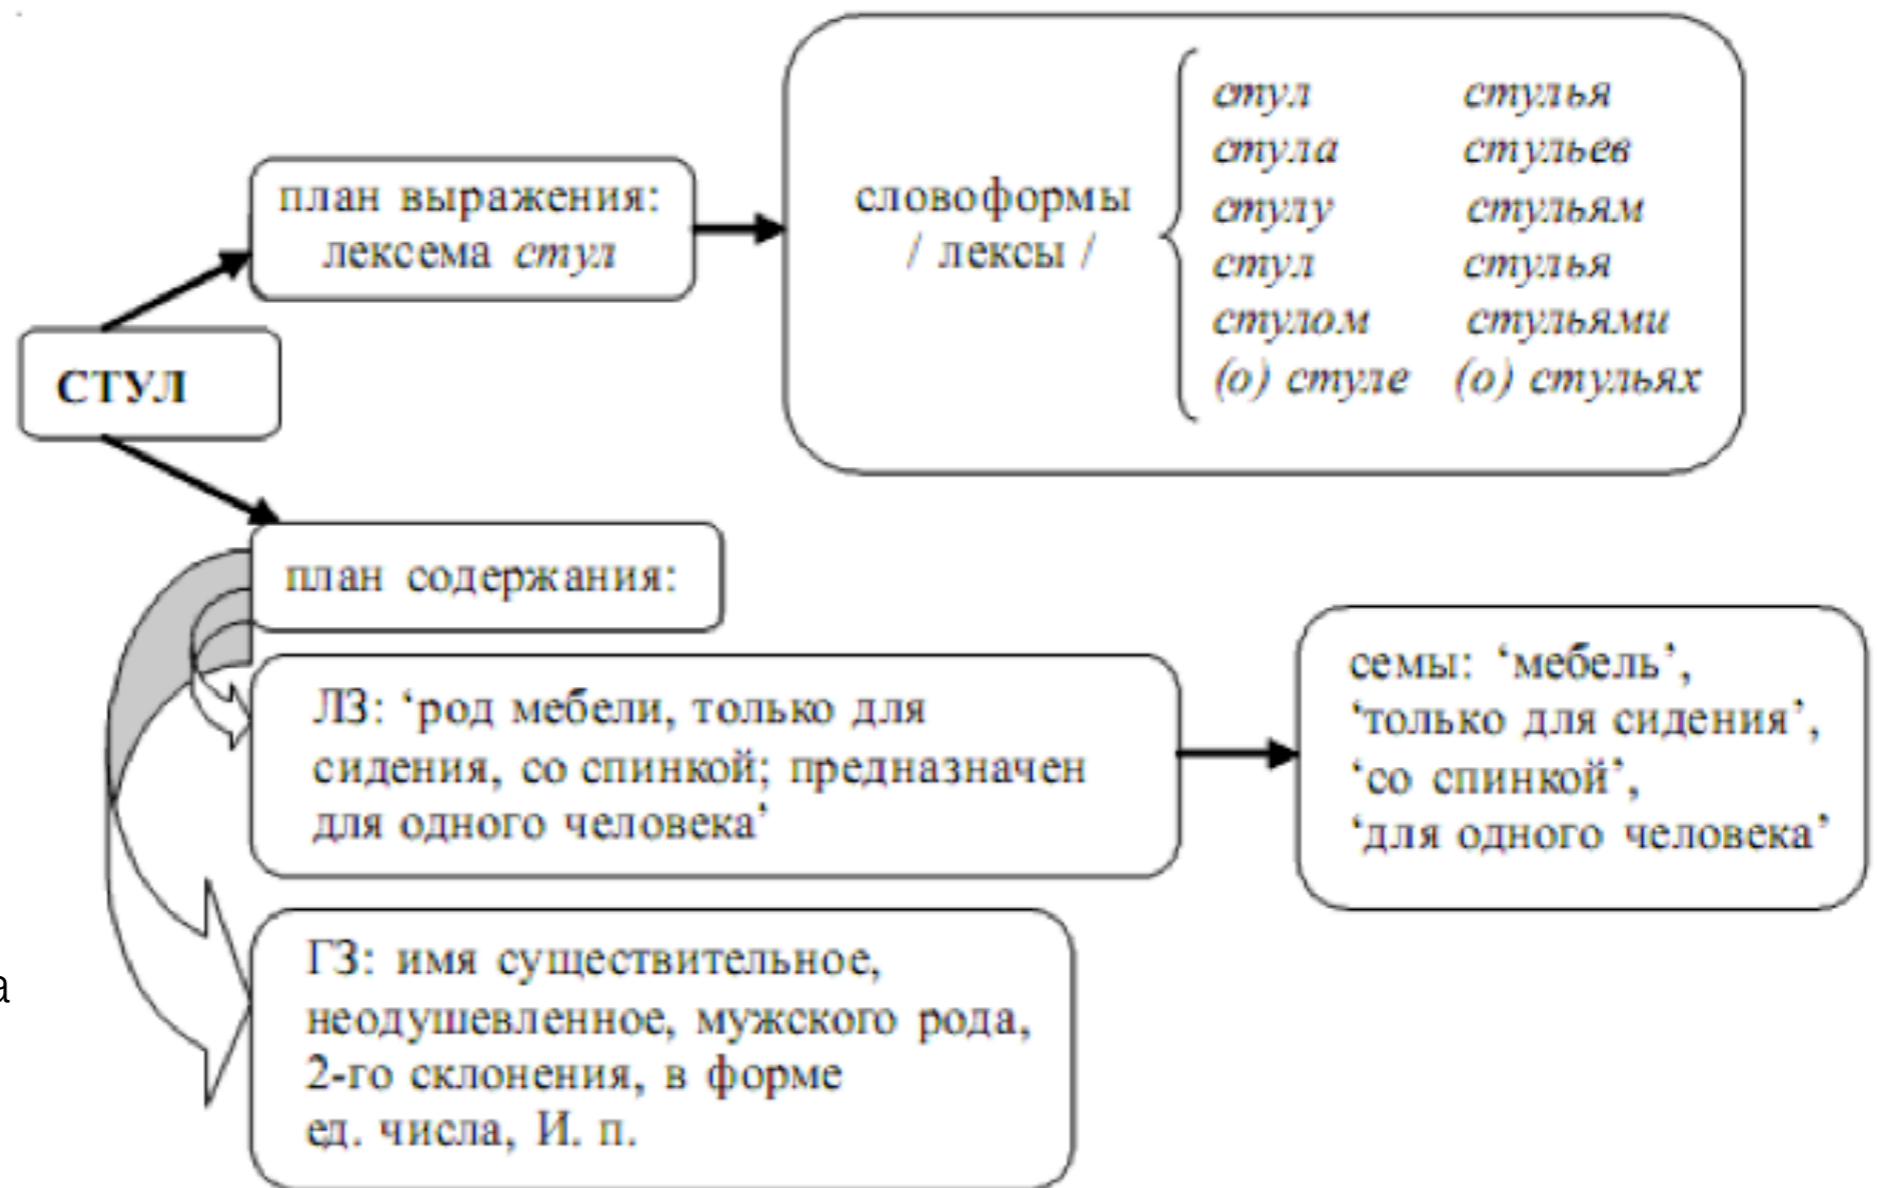 план выражения:
лексема стул
словоформы
/ лексы /
стул стулья
стула стульев
стулу стульям
стул стулья
стулом стульями
(о) стуле (о) стульях
СТУЛ
план содержания:
ЛЗ: ‘род мебели, только для
сидения, со спинкой; предназначен
для одного человека’
семы: ‘мебель’,
‘только для сидения’,
‘со спинкой’,
‘для одного человека’
ГЗ: имя существительное,
неодушевленное, мужского рода,
2-го склонения, в форме
ед. числа, И. п.
а